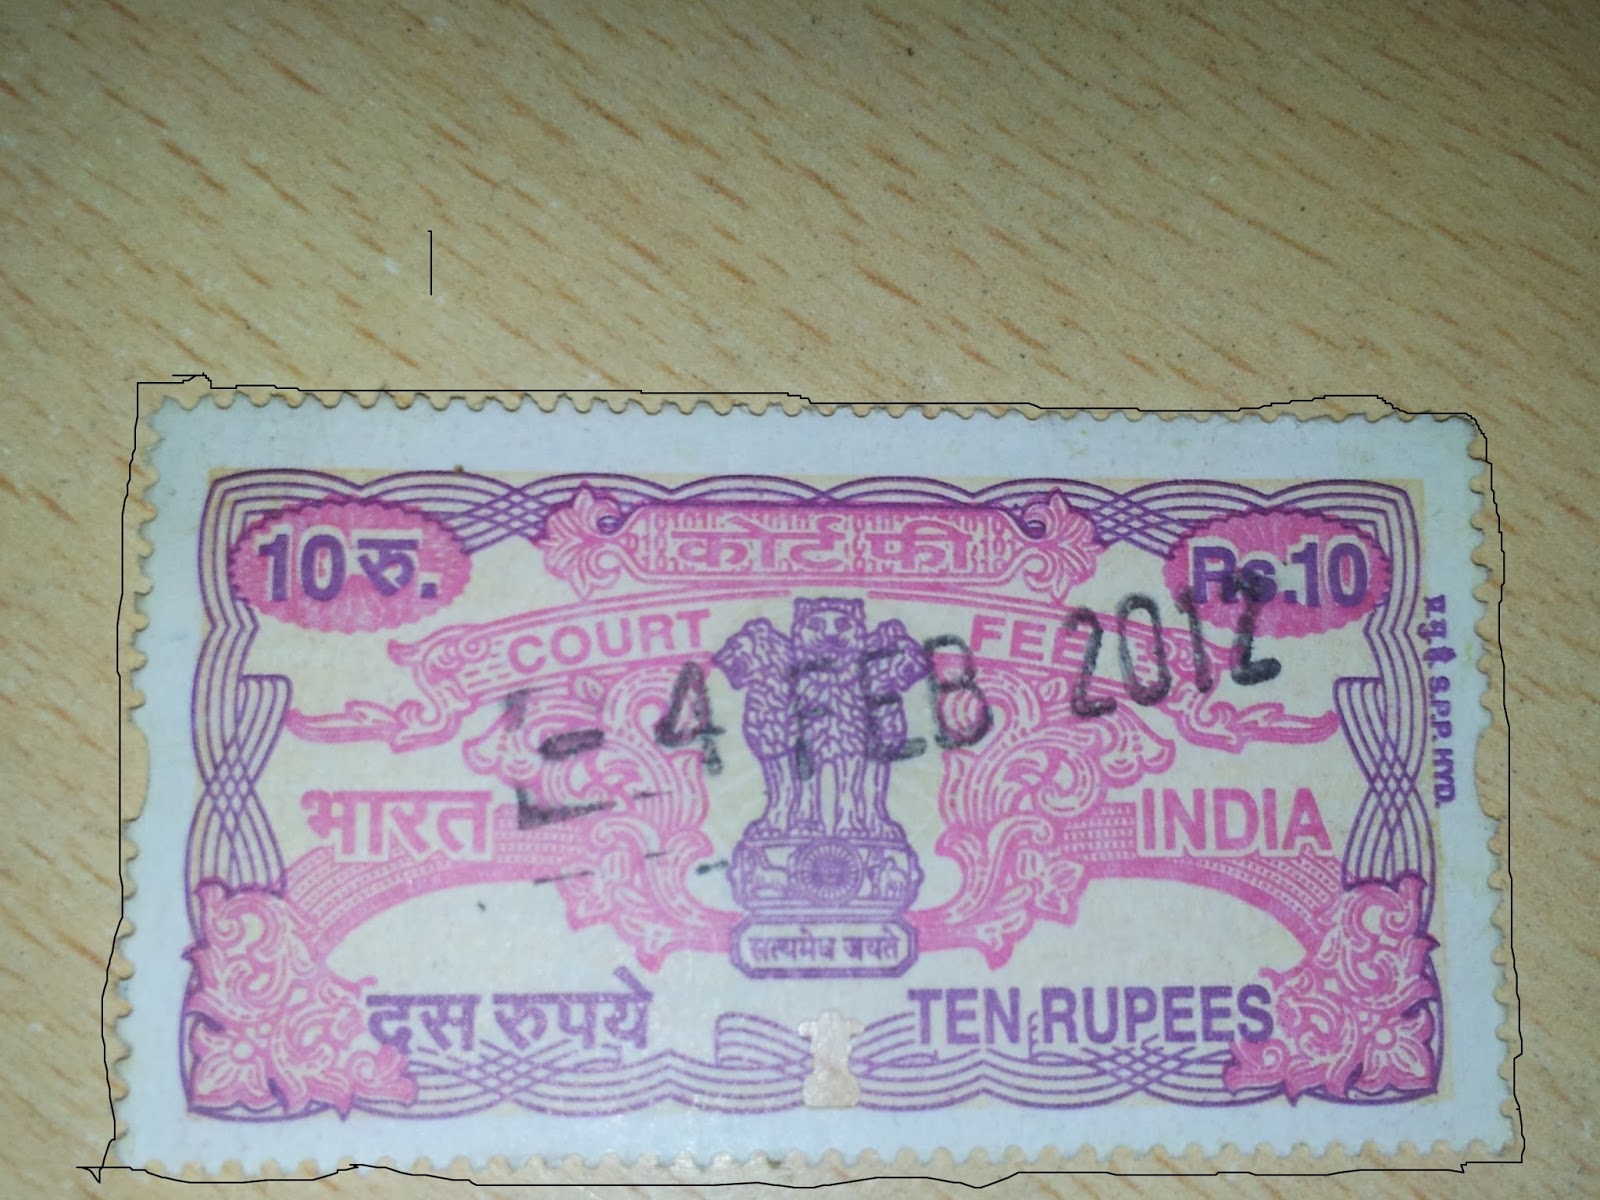 10 रु.
कोर्ट फी
Rs.10
COURT FEE
- 4 FEB 2012
भारत
INDIA
सत्यमेव जयते
दस रुपये
TEN RUPEES
S.P.P. HYD.